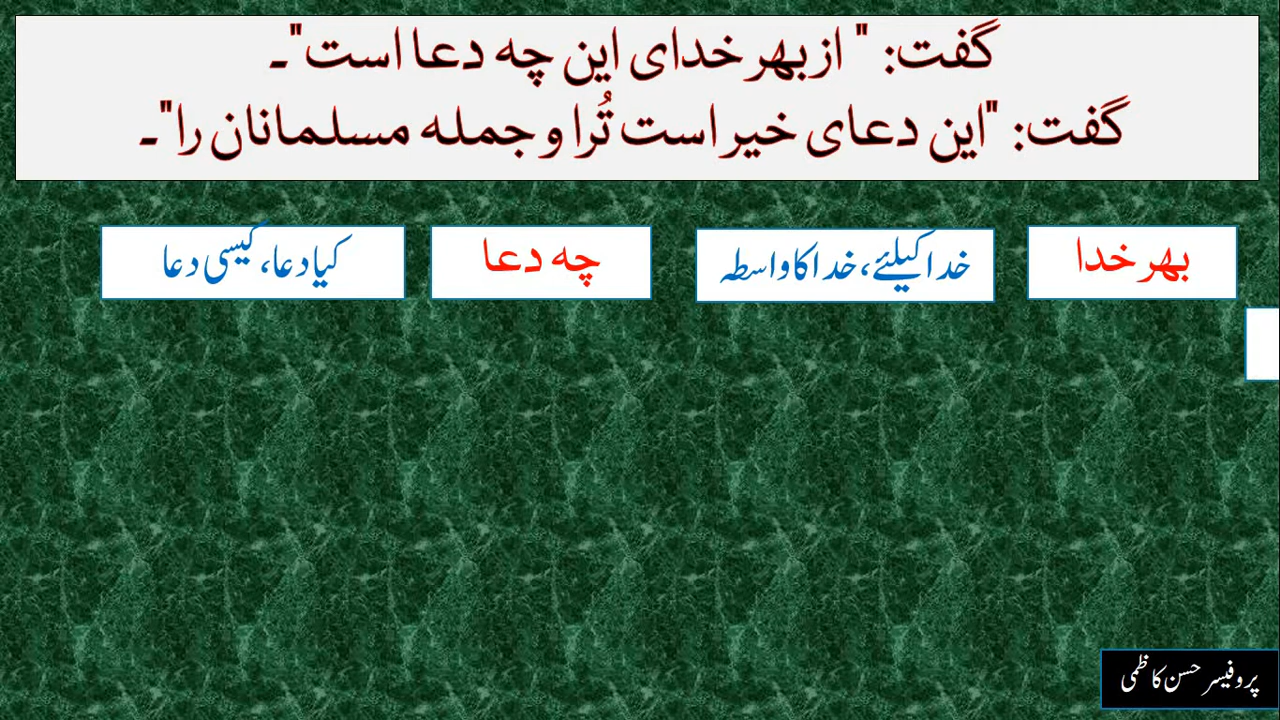 گفت: " از بهر خدای این چه دعا است"۔
گفت: "این دعای خیر است تُرا و جمله مسلمانان را"۔
بهر خدا
خدا کیلئے، خدا کا واسطہ
چه دعا
کیا دعا، کیسی دعا
پروفیسر حسن کاظمی